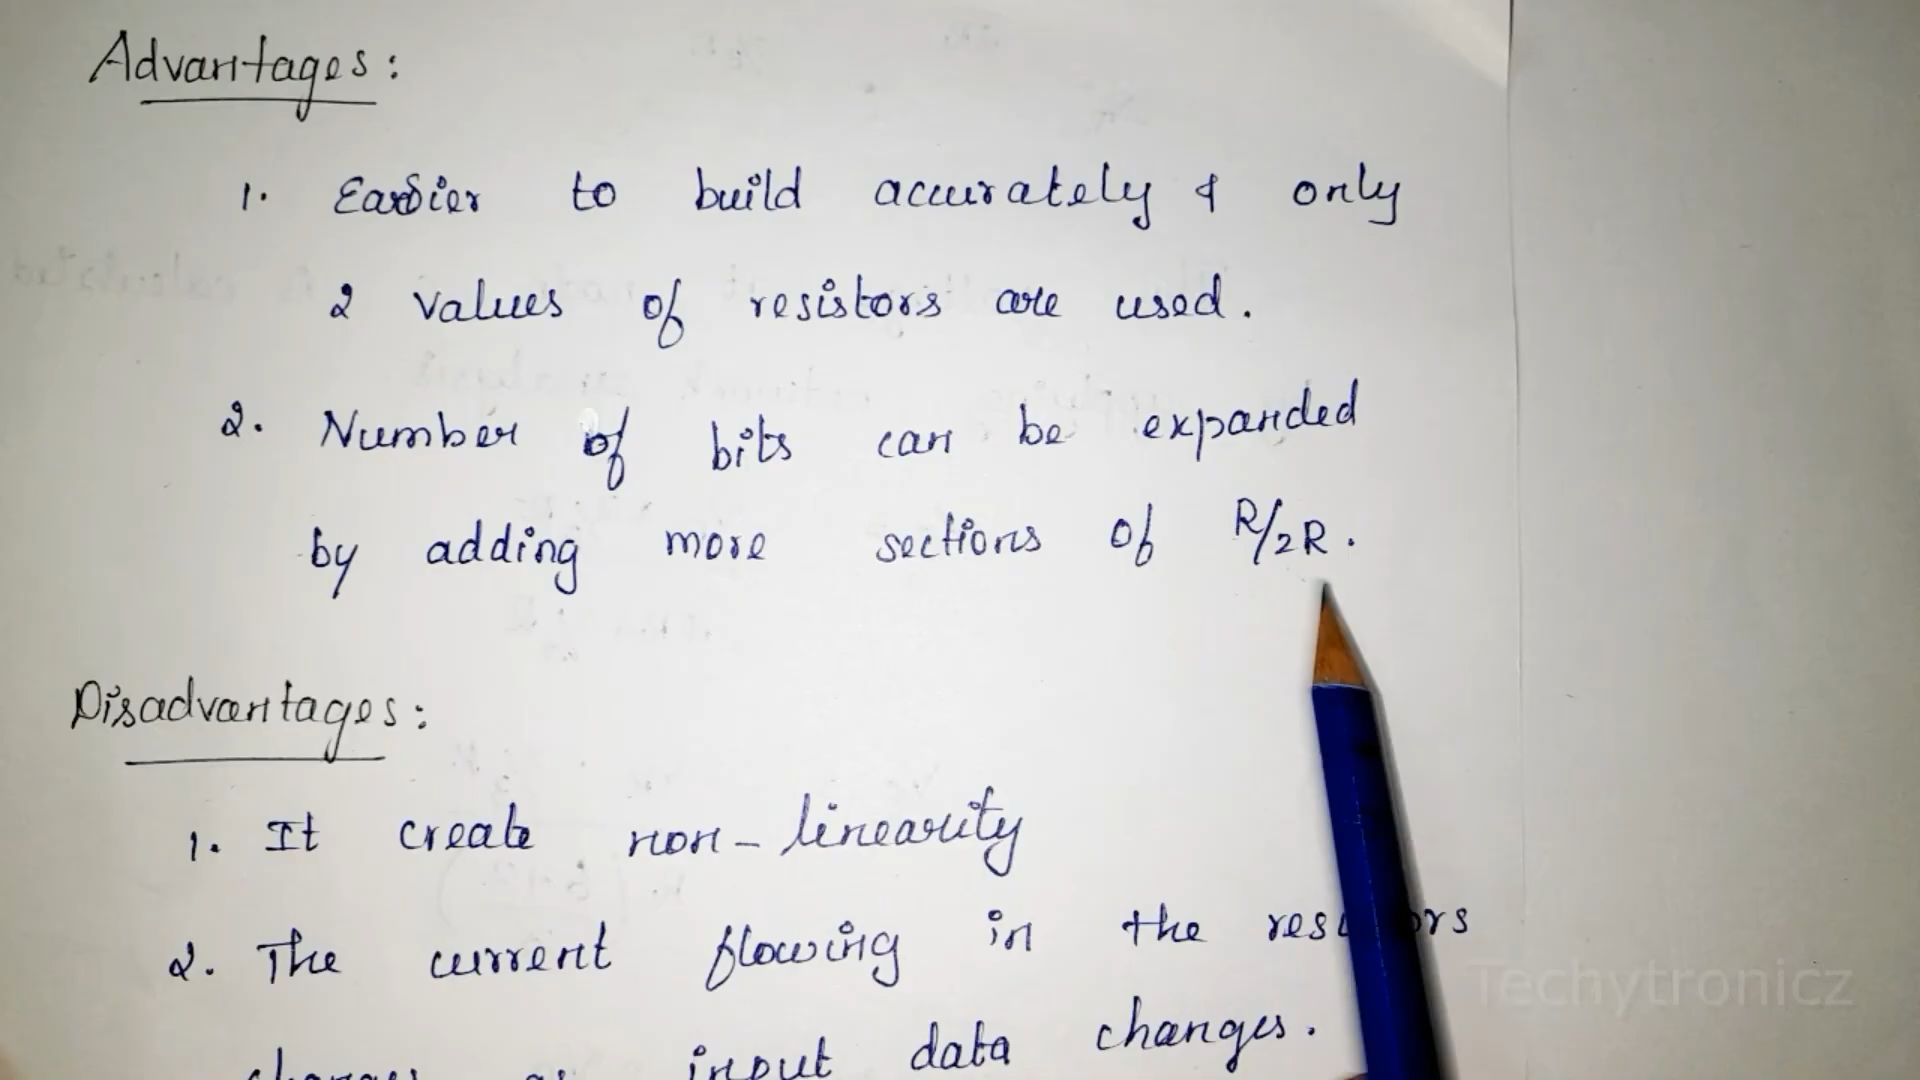 Advantages:
1. Easier to build accurately & only
2 values of resistors are used.
2. Number of bits can be expanded
by adding more sections of R/2R.
Disadvantages:
1. It create non-linearity
2. The current flowing in the resistors
changes as input data changes.
Techytronicz